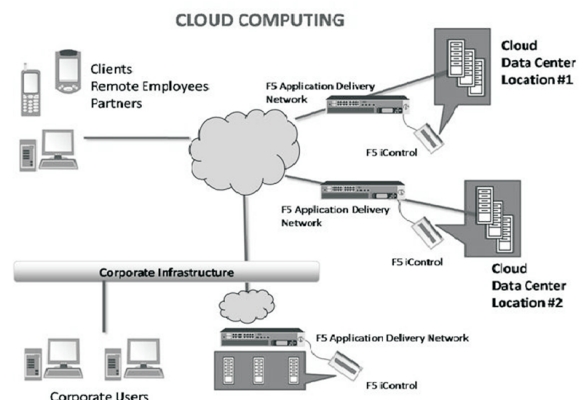 CLOUD COMPUTING
Clients
Remote Employees
Partners
F5 Application Delivery
Network
F5 iControl
Cloud
Data Center
Location #1
F5 Application Delivery
Network
F5 iControl
Cloud
Data Center
Location #2
Corporate Infrastructure
F5 Application Delivery Network
F5 iControl
Corporate Users